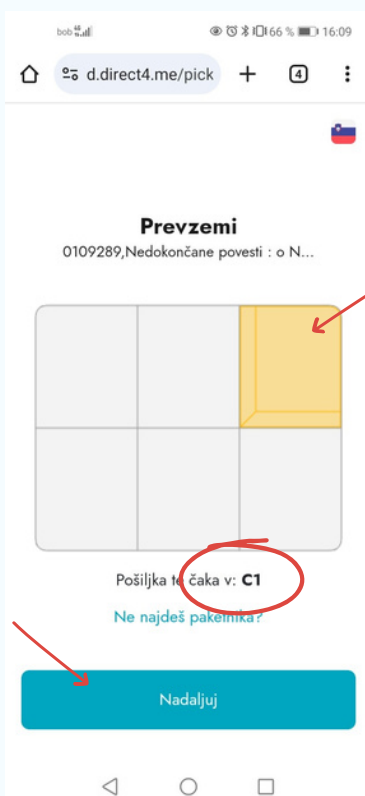 bob 66 % 16:09
d.direct4.me/pick 4
Prevzemi
0109289,Nedokončane povesti : o N...
Pošiljka te čaka v: C1
Ne najdeš paketnika?
Nadaljuj